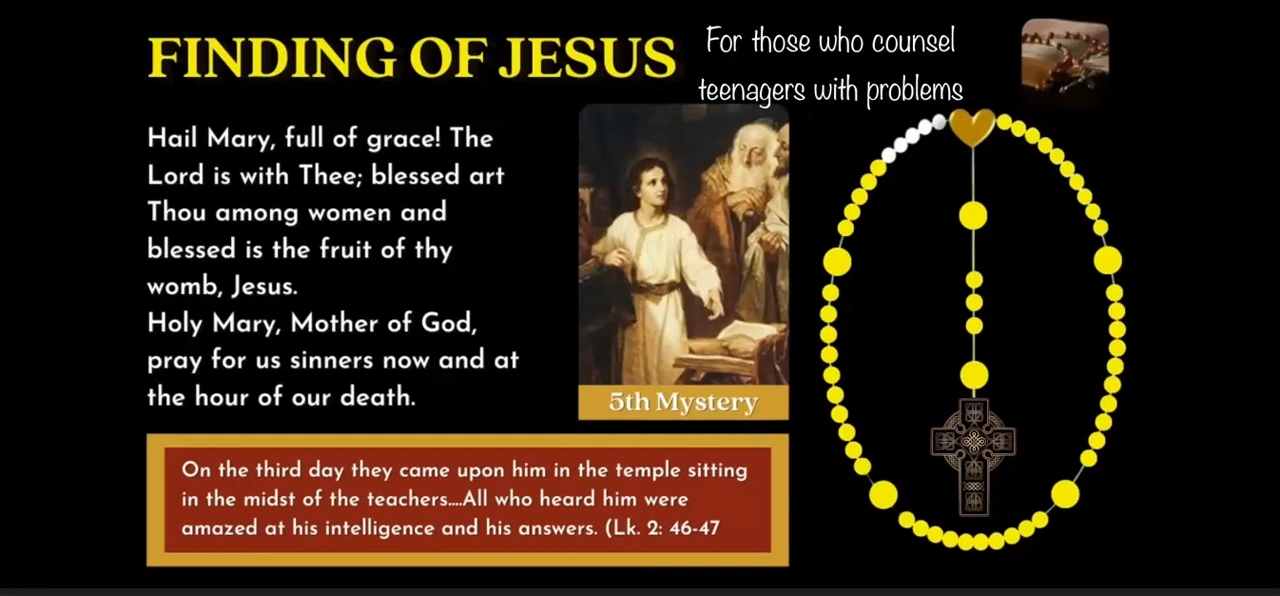 FINDING OF JESUS
For those who counsel
teenagers with problems
Hail Mary, full of grace! The
Lord is with Thee; blessed art
Thou among women and
blessed is the fruit of thy
womb, Jesus.
Holy Mary, Mother of God,
pray for us sinners now and at
the hour of our death.
5th Mystery
On the third day they came upon him in the temple sitting
in the midst of the teachers....All who heard him were
amazed at his intelligence and his answers. (Lk. 2: 46-47